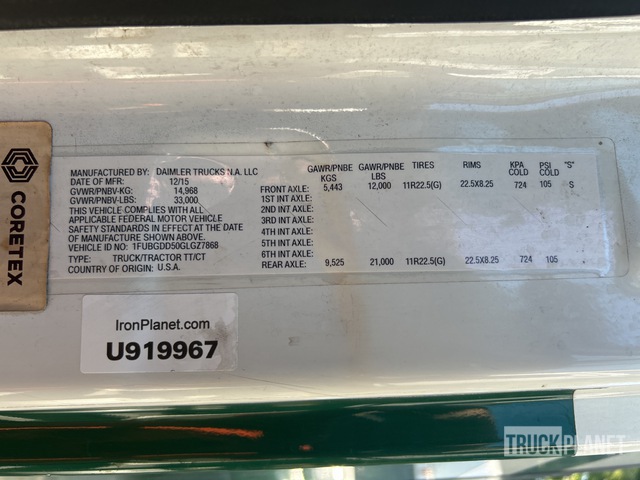 CORETEX
MANUFACTURED BY: DAIMLER TRUCKS N.A. LLC
DATE OF MFR: 12/15
GVWR/PNBV-KG: 14,968
GVWR/PNBV-LBS: 33,000
THIS VEHICLE COMPLIES WITH ALL
APPLICABLE FEDERAL MOTOR VEHICLE
SAFETY STANDARDS IN EFFECT AT THE DATE
OF MANUFACTURE SHOWN ABOVE.
VEHICLE ID NO: 1FUBGDD50GLGZ7868
TYPE: TRUCK/TRACTOR TT/CT
COUNTRY OF ORIGIN: U.S.A.
GAWR/PNBE KGS GAWR/PNBE LBS TIRES RIMS KPA COLD PSI COLD "S"
FRONT AXLE: 5,443 12,000 11R22.5(G) 22.5X8.25 724 105 S
1ST INT AXLE:
2ND INT AXLE:
3RD INT AXLE:
4TH INT AXLE:
5TH INT AXLE:
6TH INT AXLE:
REAR AXLE: 9,525 21,000 11R22.5(G) 22.5X8.25 724 105
IronPlanet.com
U919967
TRUCKPLANET